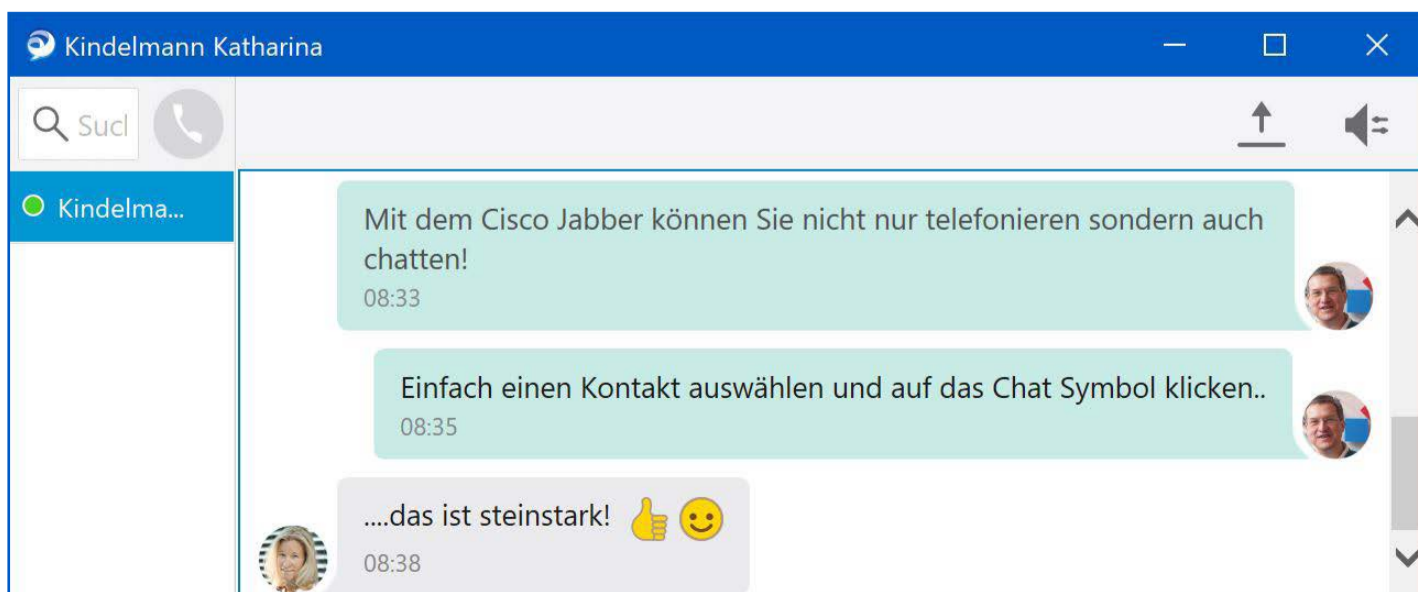 Kindelmann Katharina
Sucl
Kindelma...
Mit dem Cisco Jabber können Sie nicht nur telefonieren sondern auch
chatten!
08:33
Einfach einen Kontakt auswählen und auf das Chat Symbol klicken..
08:35
....das ist steinstark!
08:38